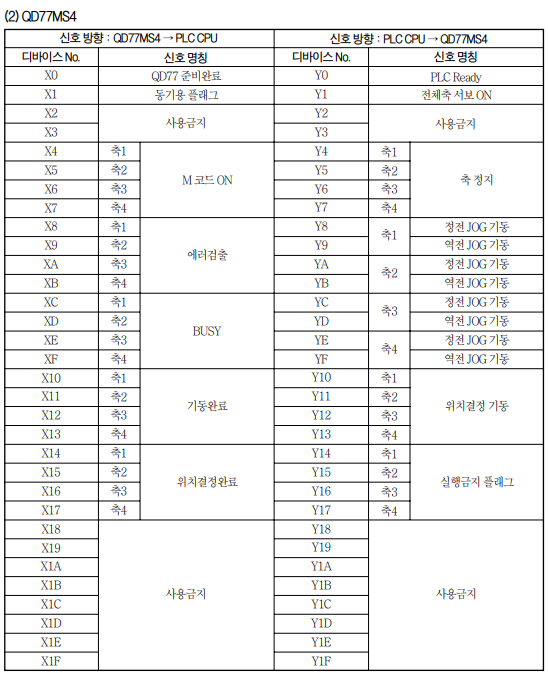 (2) QD77MS4
신호 방향 : QD77MS4 → PLC CPU 신호 방향 : PLC CPU → QD77MS4
디바이스 No. 신호 명칭 디바이스 No. 신호 명칭
X0 QD77 준비완료 Y0 PLC Ready
X1 동기용 플래그 Y1 전체축 서보 ON
X2 사용금지 Y2 사용금지
X3 Y3
X4 축1 M 코드 ON Y4 축1 축 정지
X5 축2 Y5 축2
X6 축3 Y6 축3
X7 축4 Y7 축4
X8 축1 에러검출 Y8 축1 정전 JOG 기동
X9 축2 Y9 역전 JOG 기동
XA 축3 YA 축2 정전 JOG 기동
XB 축4 YB 역전 JOG 기동
XC 축1 BUSY YC 축3 정전 JOG 기동
XD 축2 YD 역전 JOG 기동
XE 축3 YE 축4 정전 JOG 기동
XF 축4 YF 역전 JOG 기동
X10 축1 기동완료 Y10 축1 위치결정 기동
X11 축2 Y11 축2
X12 축3 Y12 축3
X13 축4 Y13 축4
X14 축1 위치결정완료 Y14 축1 실행금지 플래그
X15 축2 Y15 축2
X16 축3 Y16 축3
X17 축4 Y17 축4
X18 사용금지 Y18 사용금지
X19 Y19
X1A Y1A
X1B Y1B
X1C Y1C
X1D Y1D
X1E Y1E
X1F Y1F